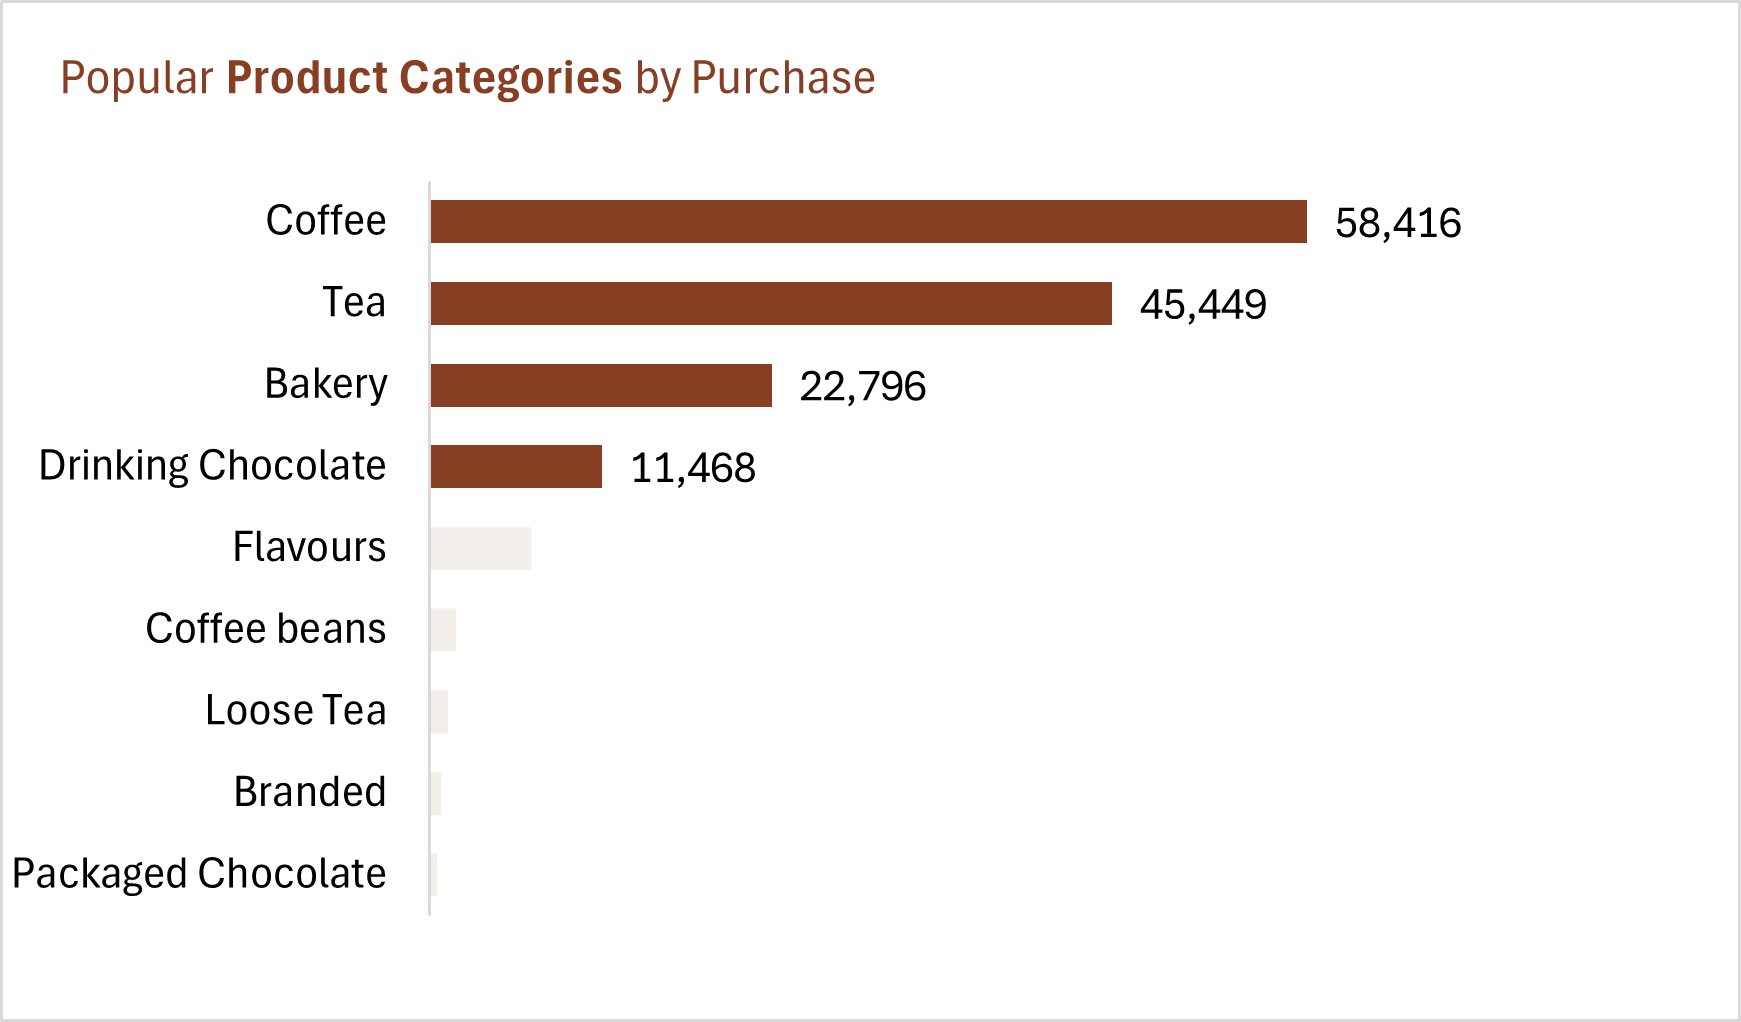 Popular Product Categories by Purchase
Coffee 58,416
Tea 45,449
Bakery 22,796
Drinking Chocolate 11,468
Flavours
Coffee beans
Loose Tea
Branded
Packaged Chocolate